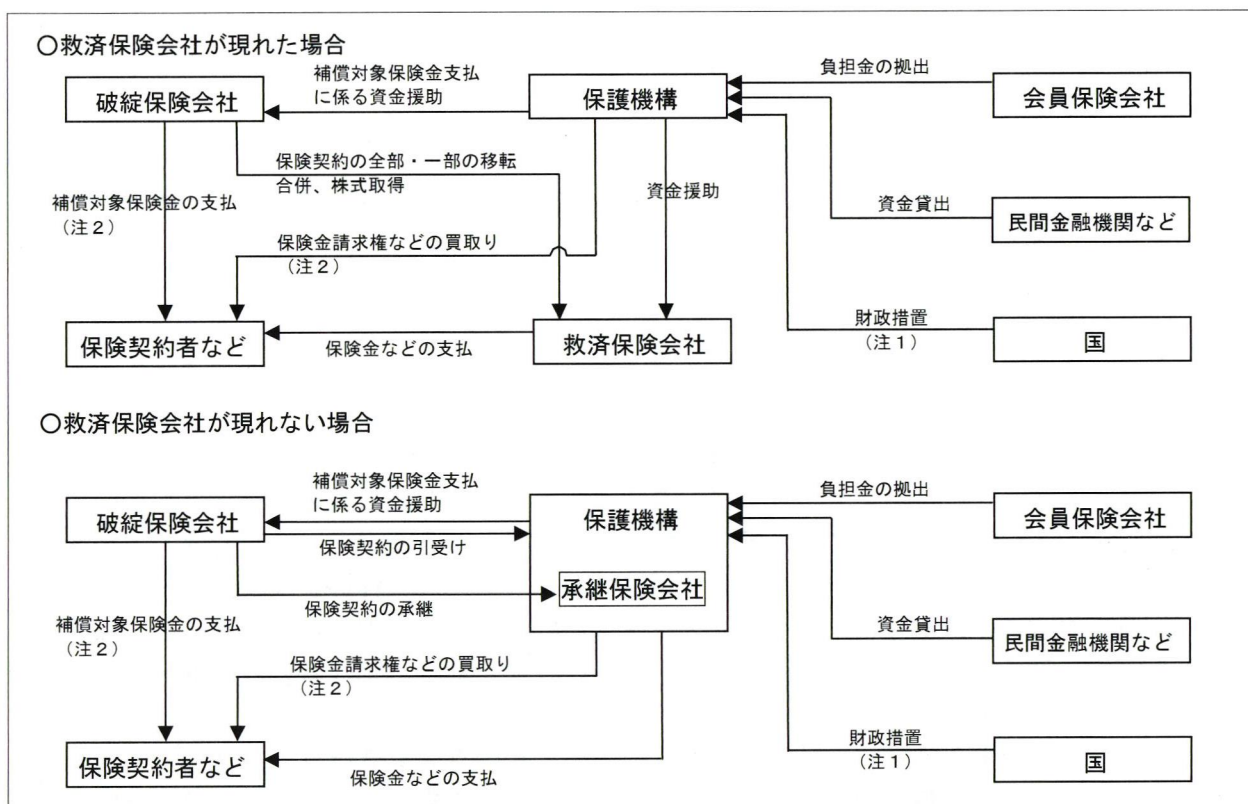 ○救済保険会社が現れた場合
破綻保険会社
補償対象保険金支払
に係る資金援助
保護機構
負担金の拠出
会員保険会社
保険契約の全部・一部の移転
合併、株式取得
補償対象保険金の支払
（注２）
資金援助
資金貸出
民間金融機関など
保険金請求権などの買取り
（注２）
保険契約者など
保険金などの支払
救済保険会社
財政措置
（注１）
国
○救済保険会社が現れない場合
破綻保険会社
補償対象保険金支払
に係る資金援助
保険契約の引受け
保護機構
負担金の拠出
会員保険会社
承継保険会社
保険契約の承継
補償対象保険金の支払
（注２）
資金貸出
民間金融機関など
保険金請求権などの買取り
（注２）
保険契約者など
保険金などの支払
財政措置
（注１）
国